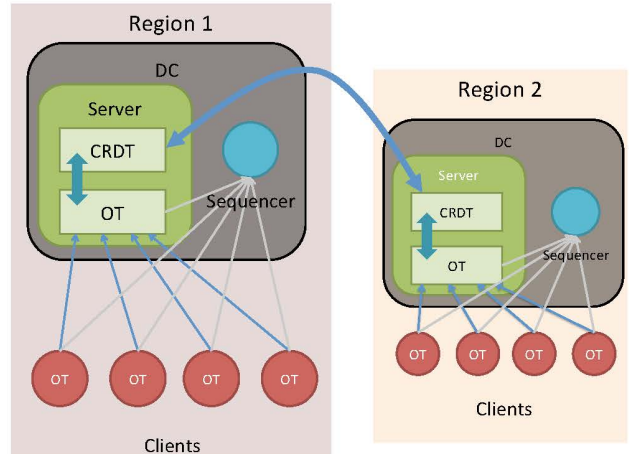 Region 1
DC
Server
CRDT
OT
Sequencer
OT
OT
OT
OT
Clients
Region 2
DC
Server
CRDT
OT
Sequencer
OT
OT
OT
OT
Clients